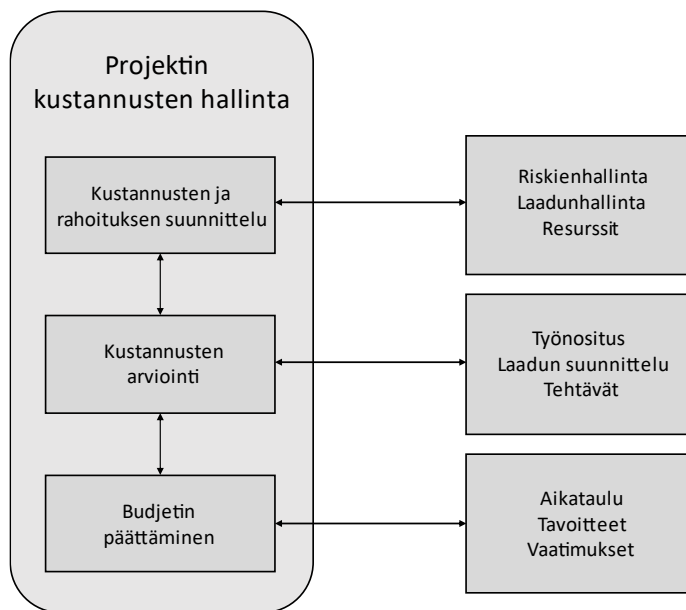 Projektin
kustannusten hallinta
Kustannusten ja
rahoituksen suunnittelu
Riskienhallinta
Laadunhallinta
Resurssit
Kustannusten
arviointi
Työnositus
Laadun suunnittelu
Tehtävät
Budjetin
päättäminen
Aikataulu
Tavoitteet
Vaatimukset